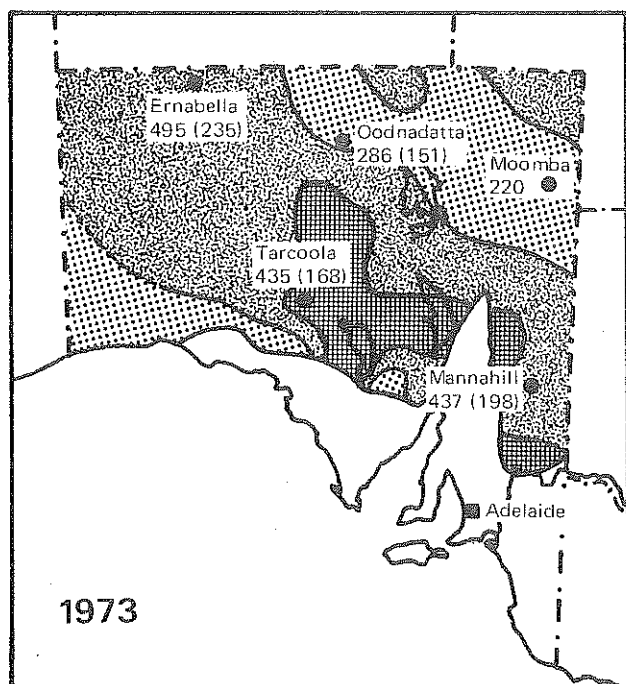 Ernabella
495 (235)
Oodnadatta
286 (151)
Moomba
220
Tarcoola
435 (168)
Mannahill
437 (198)
Adelaide
1973